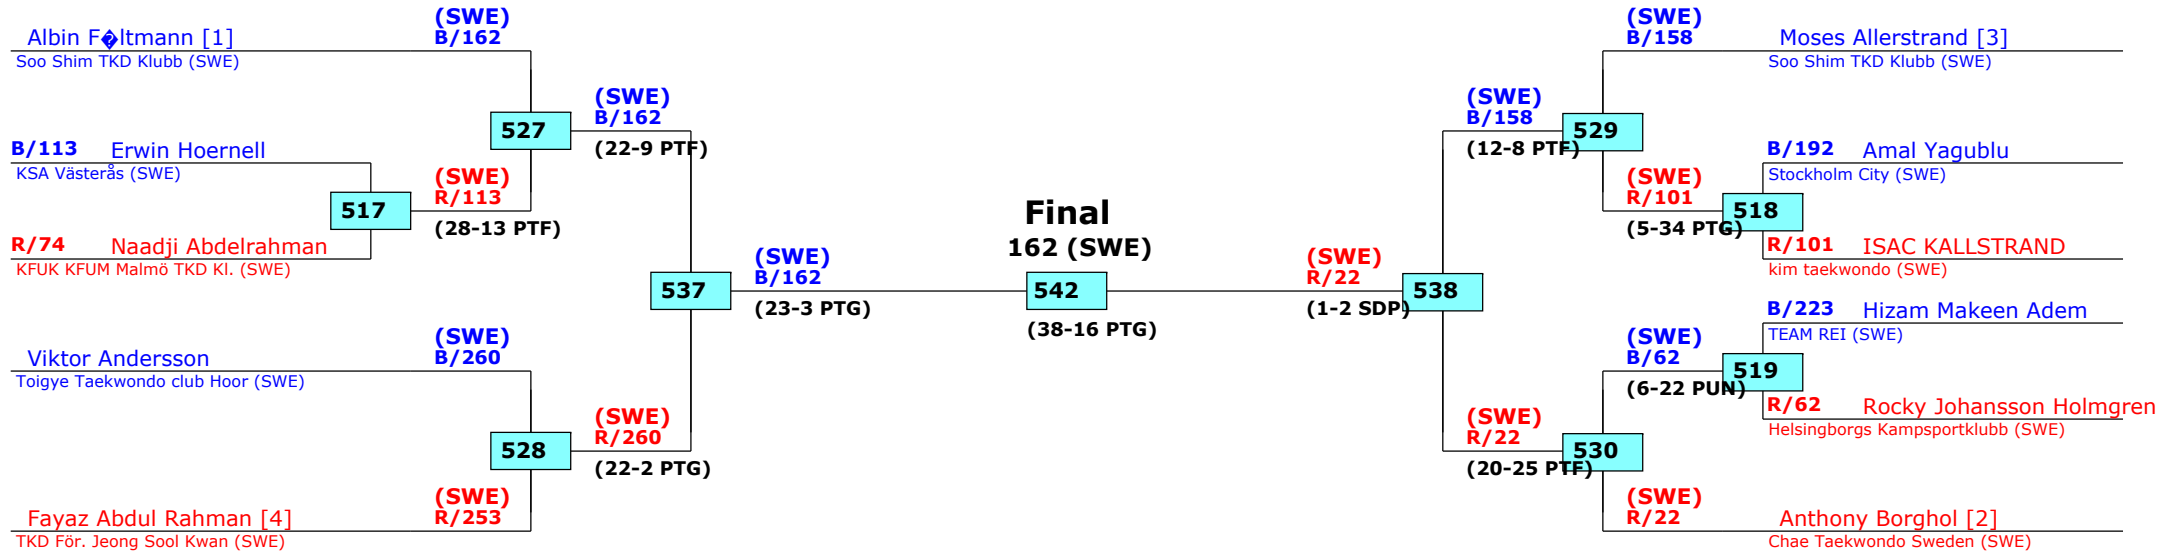 (SWE)
B/162
Albin F�ltmann [1]
Soo Shim TKD Klubb (SWE)
527
(SWE)
B/162
(22-9 PTF)
B/113 Erwin Hoernell
KSA Västerås (SWE)
517
(SWE)
R/113
(28-13 PTF)
R/74 Naadji Abdelrahman
KFUK KFUM Malmö TKD Kl. (SWE)
537
(SWE)
B/162
(23-3 PTG)
(SWE)
B/260
Viktor Andersson
Toigye Taekwondo club Hoor (SWE)
528
(SWE)
R/260
(22-2 PTG)
(SWE)
R/253
Fayaz Abdul Rahman [4]
TKD För. Jeong Sool Kwan (SWE)
Final
162 (SWE)
542
(38-16 PTG)
(SWE)
R/22
(1-2 SDP)
538
(SWE)
B/158
Moses Allerstrand [3]
Soo Shim TKD Klubb (SWE)
(SWE)
B/158
(12-8 PTF)
529
B/192 Amal Yagublu
Stockholm City (SWE)
(SWE)
R/101
(5-34 PTG)
518
R/101 ISAC KALLSTRAND
kim taekwondo (SWE)
B/223 Hizam Makeen Adem
TEAM REI (SWE)
(SWE)
B/62
(6-22 PUN)
519
R/62 Rocky Johansson Holmgren
Helsingborgs Kampsportklubb (SWE)
(SWE)
R/22
(20-25 PTF)
530
(SWE)
R/22
Anthony Borghol [2]
Chae Taekwondo Sweden (SWE)